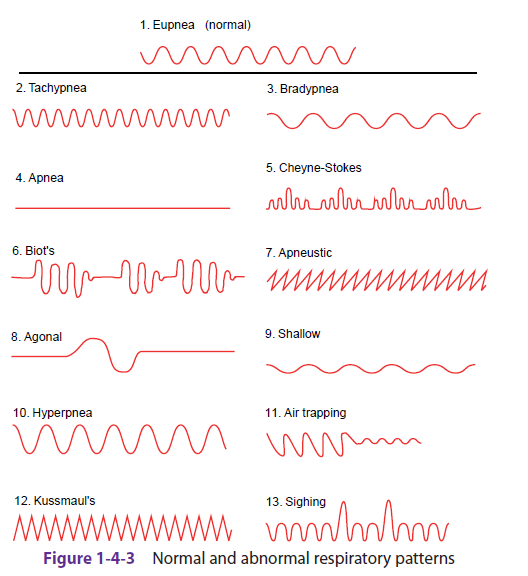 1. Eupnea (normal)
2. Tachypnea
3. Bradypnea
4. Apnea
5. Cheyne-Stokes
6. Biot's
7. Apneustic
8. Agonal
9. Shallow
10. Hyperpnea
11. Air trapping
12. Kussmaul's
13. Sighing
Figure 1-4-3 Normal and abnormal respiratory patterns